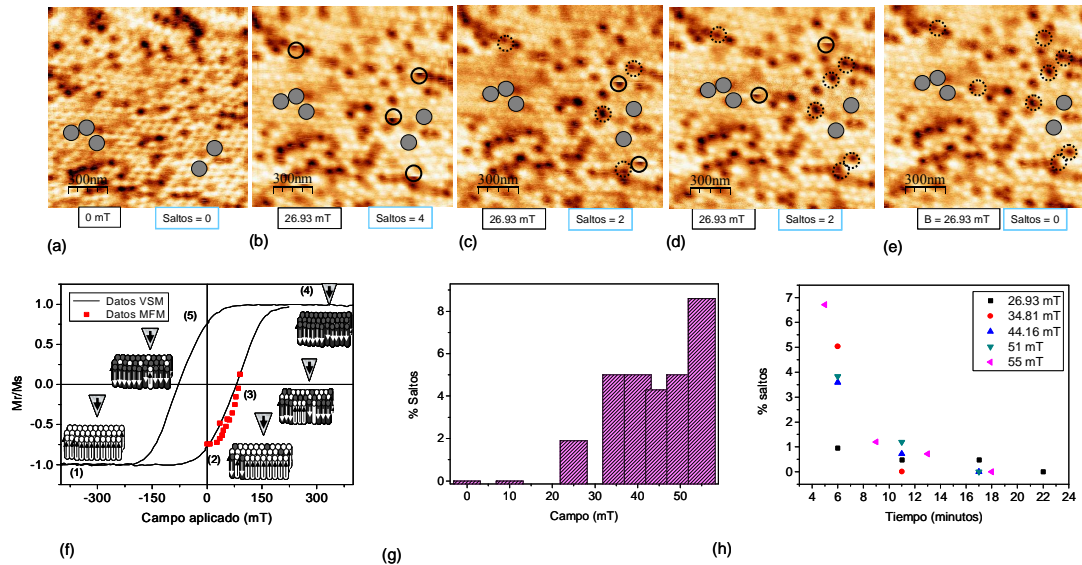 300nm
300nm
300nm
300nm
300nm
0 mT
Saltos = 0
26.93 mT
Saltos = 4
26.93 mT
Saltos = 2
26.93 mT
Saltos = 2
B = 26.93 mT
Saltos = 0
(a)
(b)
(c)
(d)
(e)
Mr/Ms
1.0
0.5
0.0
-0.5
-1.0
Datos VSM
Datos MFM
(1)
(2)
(3)
(4)
(5)
-300 -150 0 150 300
Campo aplicado (mT)
(f)
% Saltos
8
6
4
2
0
0 10 20 30 40 50
Campo (mT)
(g)
% saltos
7
6
5
4
3
2
1
0
26.93 mT
34.81 mT
44.16 mT
51 mT
55 mT
4 6 8 10 12 14 16 18 20 22 24
Tiempo (minutos)
(h)